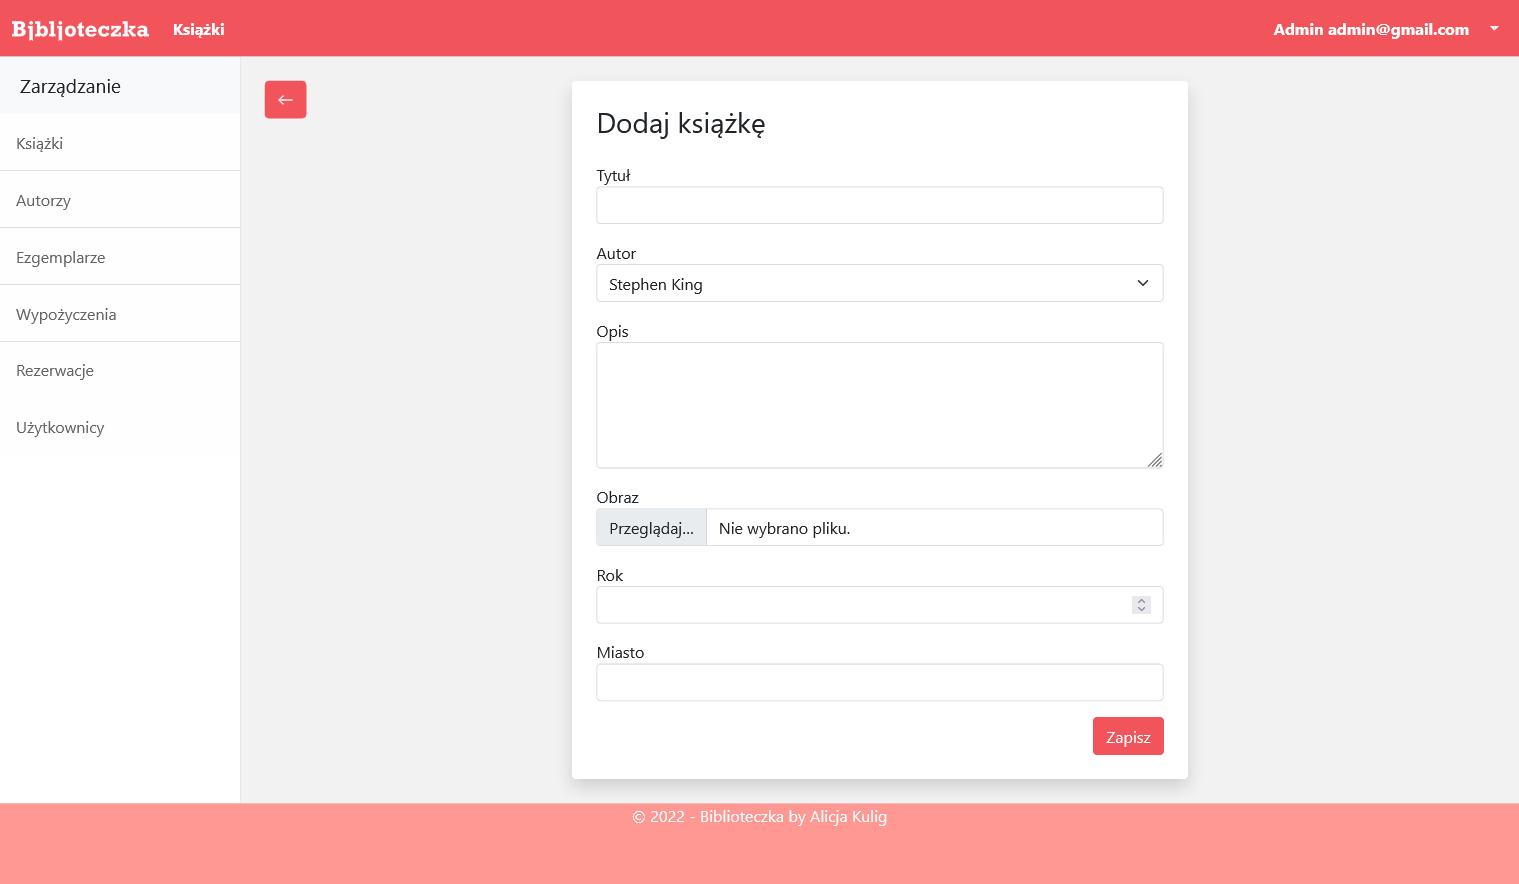 Bjbljoteczka Książki Admin admin@gmail.com
Zarządzanie
Książki
Autorzy
Ezgemplarze
Wypożyczenia
Rezerwacje
Użytkownicy
Dodaj książkę
Tytuł
Autor
Stephen King
Opis
Obraz
Przeglądaj... Nie wybrano pliku.
Rok
Miasto
Zapisz
© 2022 - Biblioteczka by Alicja Kulig